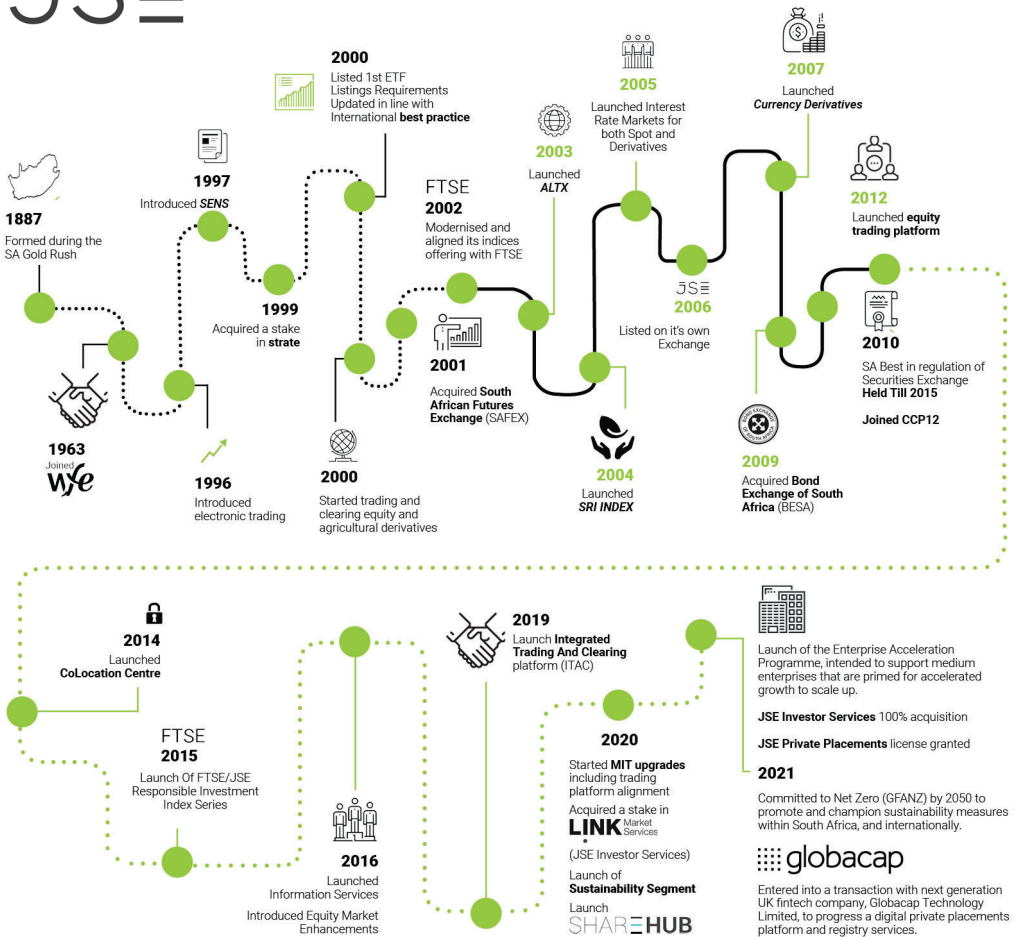 JSE
1887
Formed during the
SA Gold Rush
1963
Joined
wfe
1996
Introduced
electronic trading
1997
Introduced SENS
1999
Acquired a stake
in strate
2000
Listed 1st ETF
Listings Requirements
Updated in line with
International best practice
2000
Started trading and
clearing equity and
agricultural derivatives
2001
Acquired South
African Futures
Exchange (SAFEX)
FTSE
2002
Modernised and
aligned its indices
offering with FTSE
2003
Launched
ALTX
2004
Launched
SRI INDEX
2005
Launched Interest
Rate Markets for
both Spot and
Derivatives
JSE
2006
Listed on it's own
Exchange
2007
Launched
Currency Derivatives
BOND EXCHANGE
OF SOUTH AFRICA
2009
Acquired Bond
Exchange of South
Africa (BESA)
2010
SA Best in regulation of
Securities Exchange
Held Till 2015
Joined CCP12
2012
Launched equity
trading platform
2014
Launched
CoLocation Centre
FTSE
2015
Launch Of FTSE/JSE
Responsible Investment
Index Series
2016
Launched
Information Services
Introduced Equity Market
Enhancements
2019
Launch Integrated
Trading And Clearing
platform (ITAC)
2020
Started MIT upgrades
including trading
platform alignment
Acquired a stake in
LINK Market
Services
(JSE Investor Services)
Launch of
Sustainability Segment
Launch
SHAREHUB
Launch of the Enterprise Acceleration
Programme, intended to support medium
enterprises that are primed for accelerated
growth to scale up.
JSE Investor Services 100% acquisition
JSE Private Placements license granted
2021
Committed to Net Zero (GFANZ) by 2050 to
promote and champion sustainability measures
within South Africa, and internationally.
globacap
Entered into a transaction with next generation
UK fintech company, Globacap Technology
Limited, to progress a digital private placements
platform and registry services.